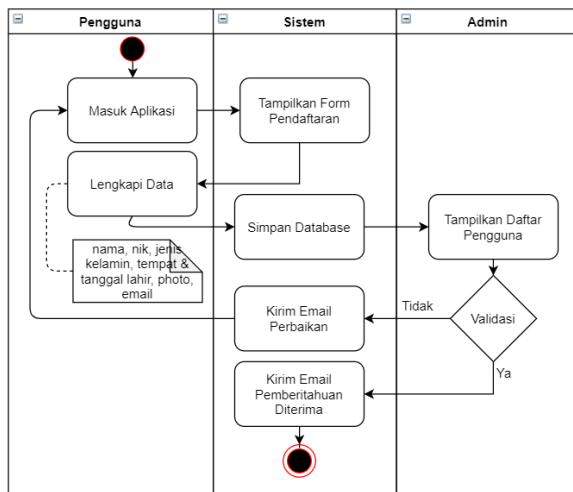 Pengguna
Sistem
Admin
Masuk Aplikasi
Tampilkan Form
Pendaftaran
Lengkapi Data
Simpan Database
Tampilkan Daftar
Pengguna
nama, nik, jenis
kelamin, tempat &
tanggal lahir, photo,
email
Kirim Email
Perbaikan
Tidak
Validasi
Ya
Kirim Email
Pemberitahuan
Diterima